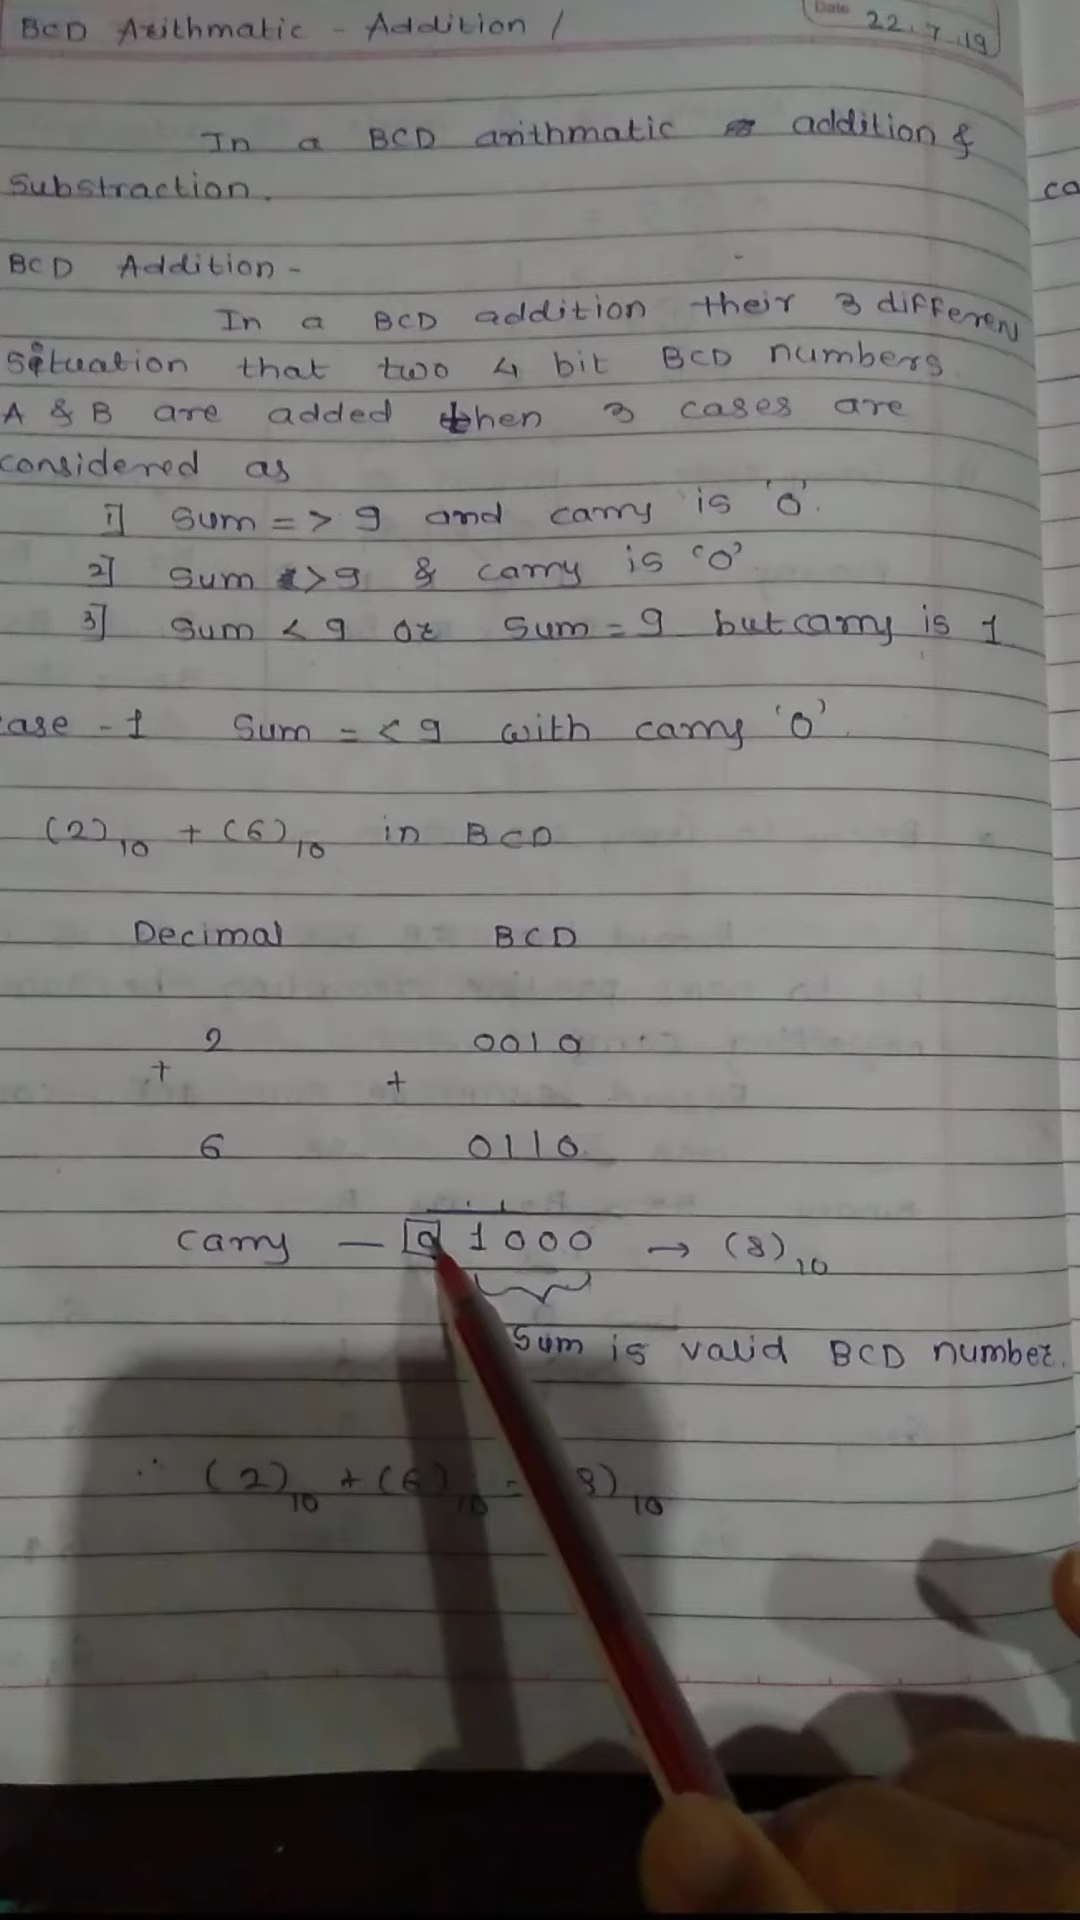 BCD Arithmatic - Addition /
Date 22.7.19
In a BCD arithmatic addition &
Substraction.
co
BCD Addition -
In a BCD addition their 3 differen
Situation that two 4 bit BCD numbers
A & B are added then 3 cases are
considered as
1] Sum = > 9 and carry is '0'.
2] Sum > 9 & carry is '0'
3] Sum < 9 or Sum = 9 but carry is 1
case - 1 Sum = < 9 with carry '0'
(2)10 + (6)10 in BCD
Decimal BCD
2 0010
+ +
6 0110
carry — 0 1000 → (8)10
Sum is valid BCD number.
∴ (2)10 + (6)10 = 8)10